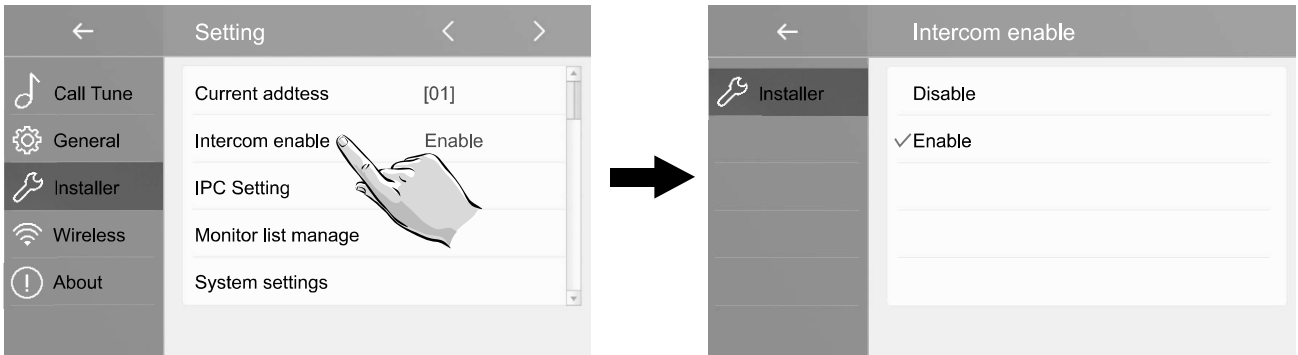 Setting
Call Tune
General
Installer
Wireless
About
Current addtess [01]
Intercom enable Enable
IPC Setting
Monitor list manage
System settings
Intercom enable
Installer
Disable
Enable